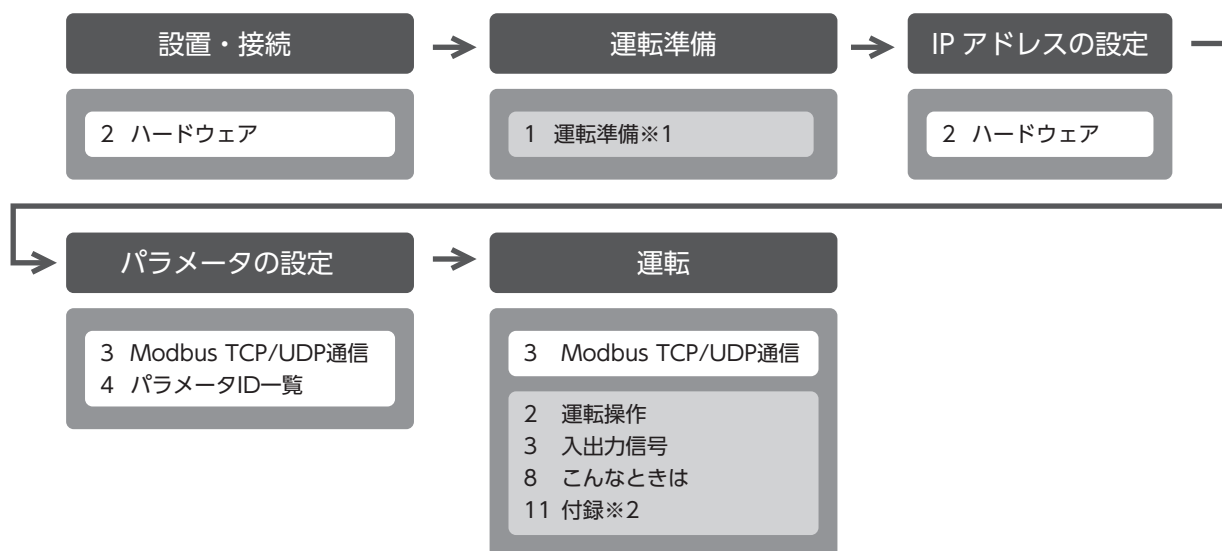 設置・接続
2 ハードウェア
運転準備
1 運転準備※1
IP アドレスの設定
2 ハードウェア
パラメータの設定
3 Modbus TCP/UDP通信
4 パラメータID一覧
運転
3 Modbus TCP/UDP通信
2 運転操作
3 入出力信号
8 こんなときは
11 付録※2